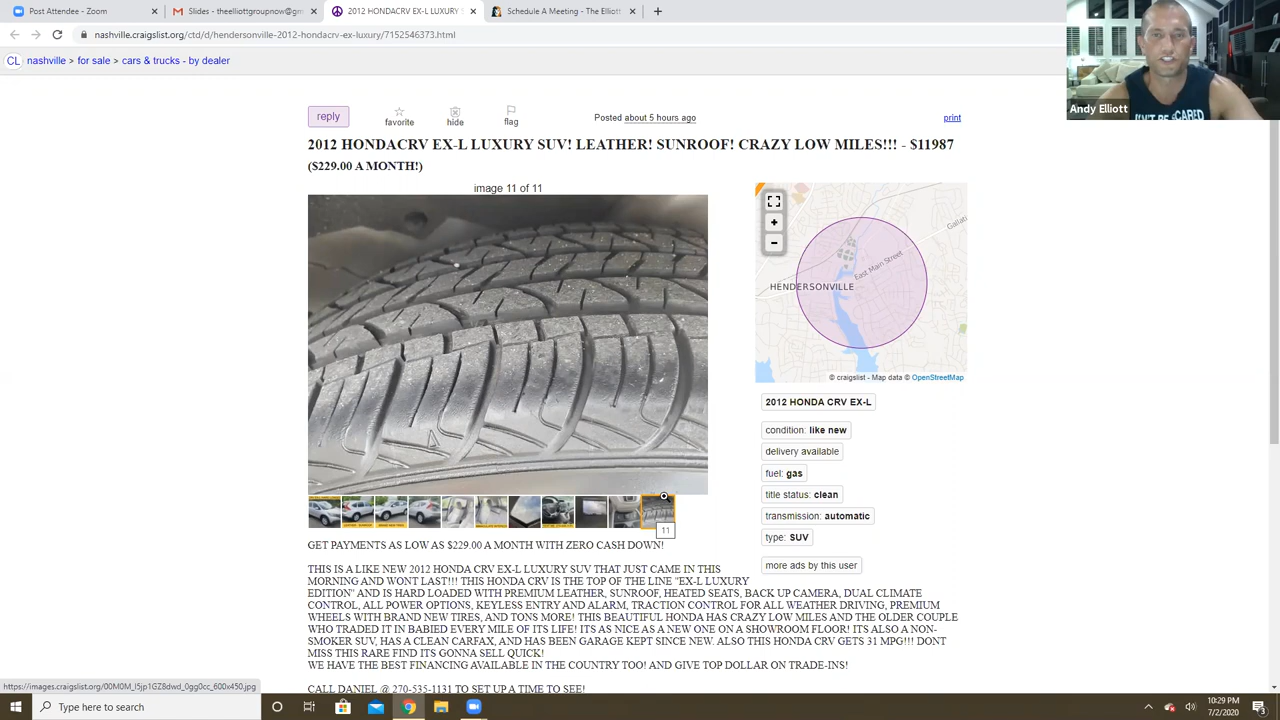 Post Attendee - Zoom
Slides - theelliottgroupnow@gm
2012 HONDACRV EX-L LUXURY S
Schedule A Meeting - The Elliott
nashville.craigslist.org/ctd/d/hendersonville-2012-hondacrv-ex-luxury/7152546873.html
CL nashville > for sale > cars & trucks - by dealer
Andy Elliott
reply
favorite
hide
flag
Posted about 5 hours ago
print
2012 HONDACRV EX-L LUXURY SUV! LEATHER! SUNROOF! CRAZY LOW MILES!!! - $11987
($229.00 A MONTH!)
image 11 of 11
+
−
Gallati
East Main Street
HENDERSONVILLE
© craigslist - Map data © OpenStreetMap
2012 HONDA CRV EX-L
condition: like new
delivery available
fuel: gas
title status: clean
transmission: automatic
type: SUV
more ads by this user
11
GET PAYMENTS AS LOW AS $229.00 A MONTH WITH ZERO CASH DOWN!
THIS IS A LIKE NEW 2012 HONDA CRV EX-L LUXURY SUV THAT JUST CAME IN THIS
MORNING AND WONT LAST!!! THIS HONDA CRV IS THE TOP OF THE LINE "EX-L LUXURY
EDITION" AND IS HARD LOADED WITH PREMIUM LEATHER, SUNROOF, HEATED SEATS, BACK UP CAMERA, DUAL CLIMATE
CONTROL, ALL POWER OPTIONS, KEYLESS ENTRY AND ALARM, TRACTION CONTROL FOR ALL WEATHER DRIVING, PREMIUM
WHEELS WITH BRAND NEW TIRES, AND TONS MORE! THIS BEAUTIFUL HONDA HAS CRAZY LOW MILES AND THE OLDER COUPLE
WHO TRADED IT IN BABIED EVERY MILE OF ITS LIFE! ITS AS NICE AS A NEW ONE ON A SHOWROOM FLOOR! ITS ALSO A NON-
SMOKER SUV, HAS A CLEAN CARFAX, AND HAS BEEN GARAGE KEPT SINCE NEW. ALSO THIS HONDA CRV GETS 31 MPG!!! DONT
MISS THIS RARE FIND ITS GONNA SELL QUICK!
WE HAVE THE BEST FINANCING AVAILABLE IN THE COUNTRY TOO! AND GIVE TOP DOLLAR ON TRADE-INS!
CALL DANIEL @ 270-535-1131 TO SET UP A TIME TO SEE!
https://images.craigslist.org/00M0M_l5jp1GZ8dwd_0gg0cc_600x450.jpg
Type here to search
10:29 PM
7/2/2020